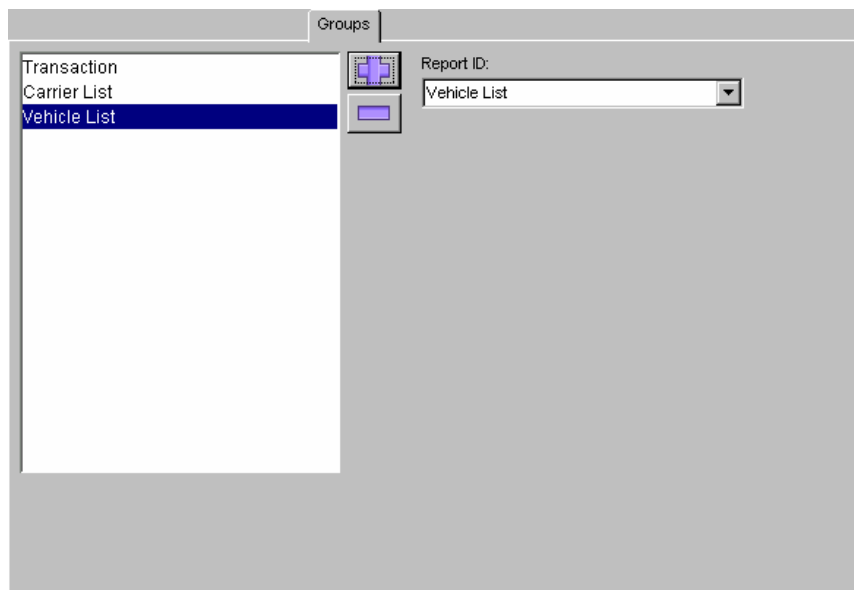 Groups
Transaction
Carrier List
Vehicle List
Report ID:
Vehicle List